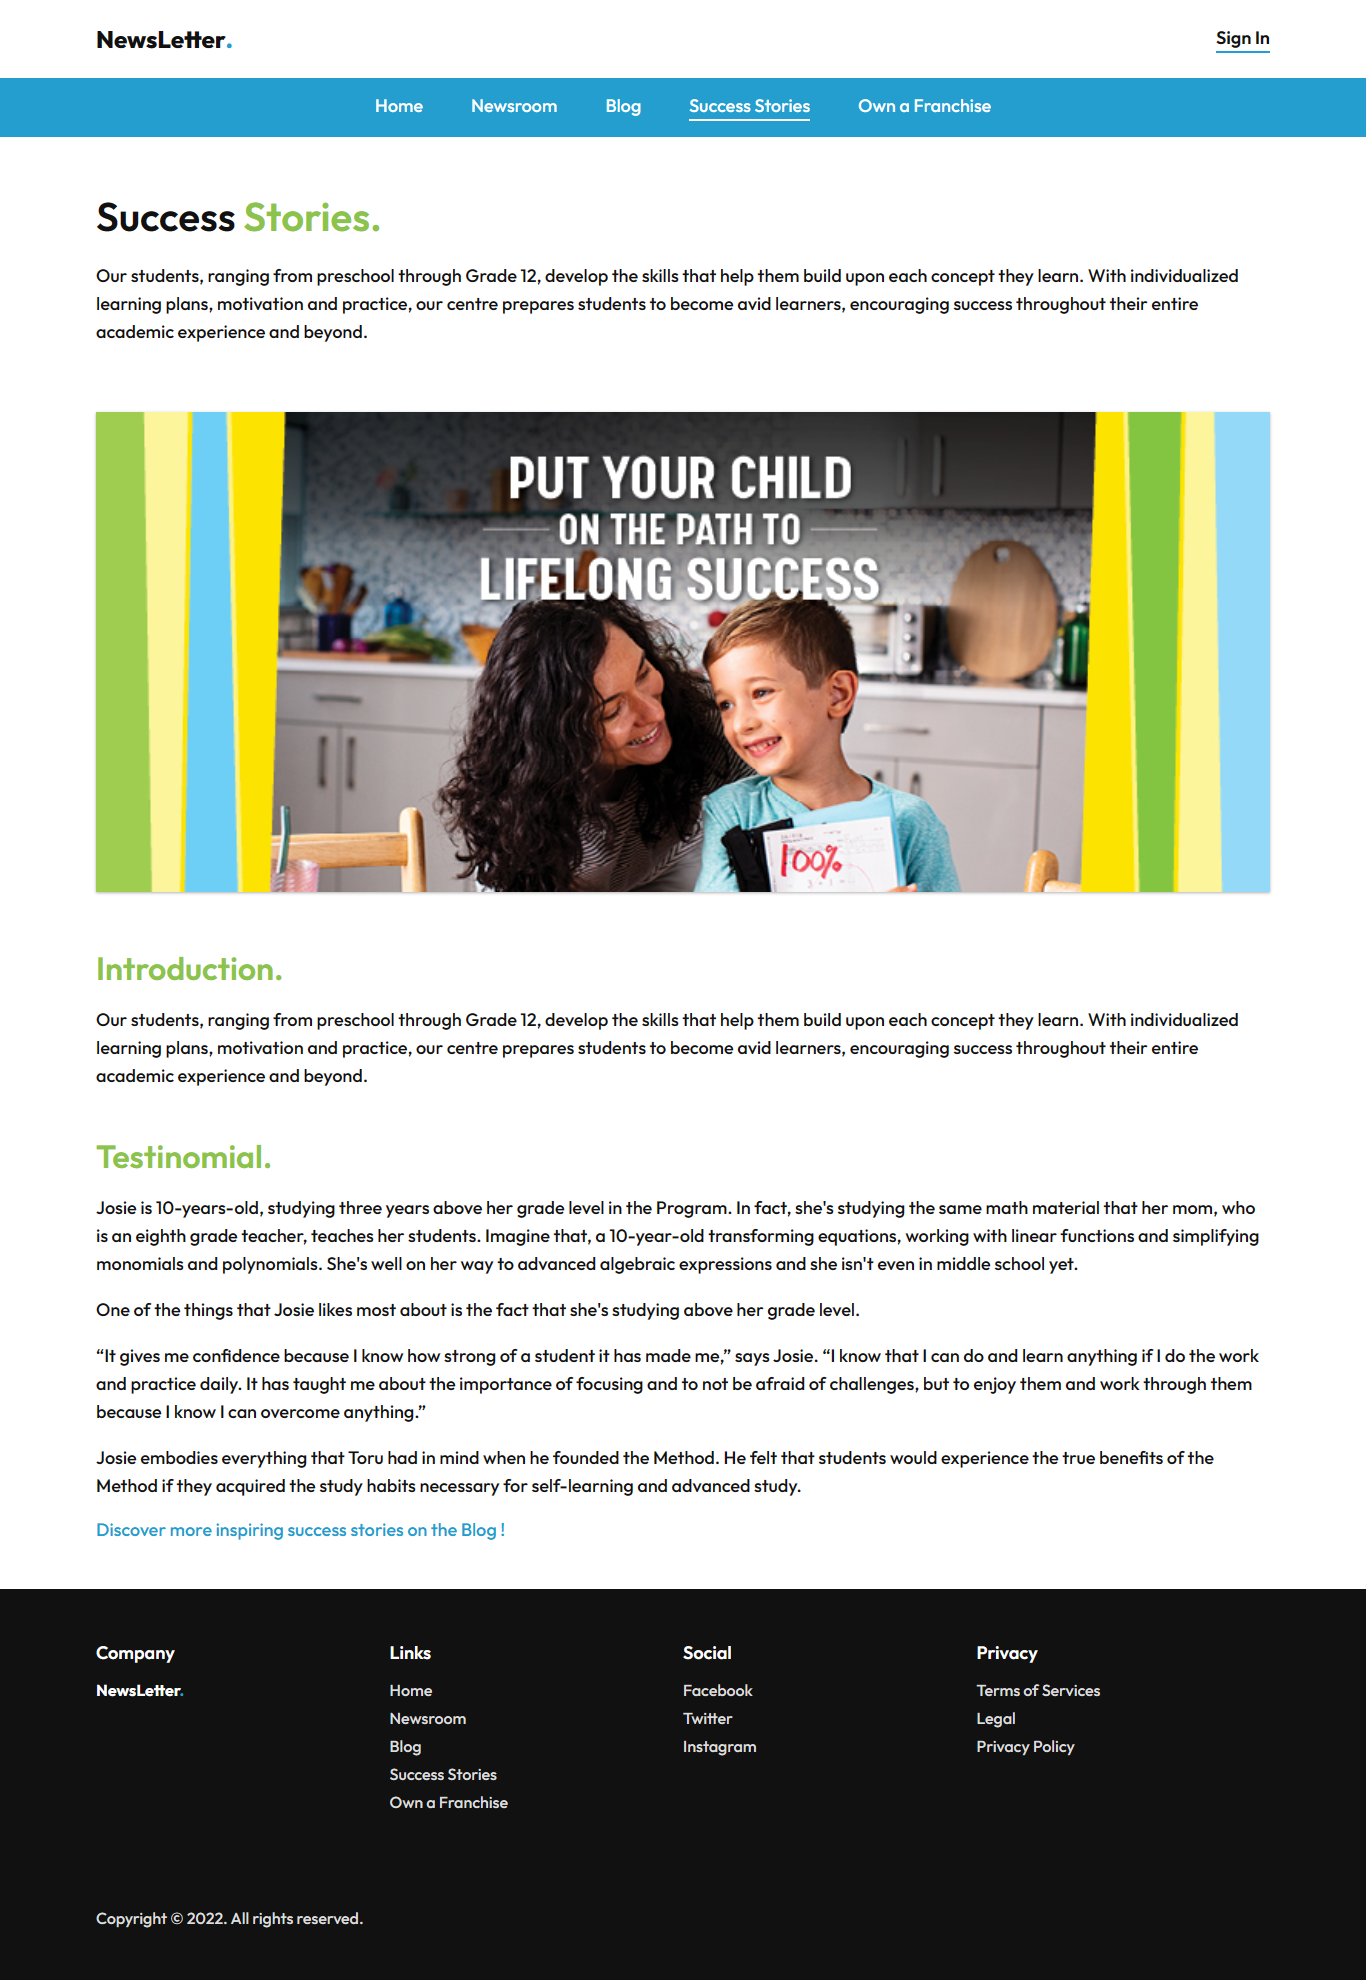 NewsLetter.
Sign In
Home
Newsroom
Blog
Success Stories
Own a Franchise
Success Stories.
Our students, ranging from preschool through Grade 12, develop the skills that help them build upon each concept they learn. With individualized
learning plans, motivation and practice, our centre prepares students to become avid learners, encouraging success throughout their entire
academic experience and beyond.
PUT YOUR CHILD
ON THE PATH TO
LIFELONG SUCCESS
100%
Introduction.
Our students, ranging from preschool through Grade 12, develop the skills that help them build upon each concept they learn. With individualized
learning plans, motivation and practice, our centre prepares students to become avid learners, encouraging success throughout their entire
academic experience and beyond.
Testinomial.
Josie is 10-years-old, studying three years above her grade level in the Program. In fact, she's studying the same math material that her mom, who
is an eighth grade teacher, teaches her students. Imagine that, a 10-year-old transforming equations, working with linear functions and simplifying
monomials and polynomials. She's well on her way to advanced algebraic expressions and she isn't even in middle school yet.
One of the things that Josie likes most about is the fact that she's studying above her grade level.
“It gives me confidence because I know how strong of a student it has made me,” says Josie. “I know that I can do and learn anything if I do the work
and practice daily. It has taught me about the importance of focusing and to not be afraid of challenges, but to enjoy them and work through them
because I know I can overcome anything.”
Josie embodies everything that Toru had in mind when he founded the Method. He felt that students would experience the true benefits of the
Method if they acquired the study habits necessary for self-learning and advanced study.
Discover more inspiring success stories on the Blog !
Company
NewsLetter.
Links
Home
Newsroom
Blog
Success Stories
Own a Franchise
Social
Facebook
Twitter
Instagram
Privacy
Terms of Services
Legal
Privacy Policy
Copyright © 2022. All rights reserved.